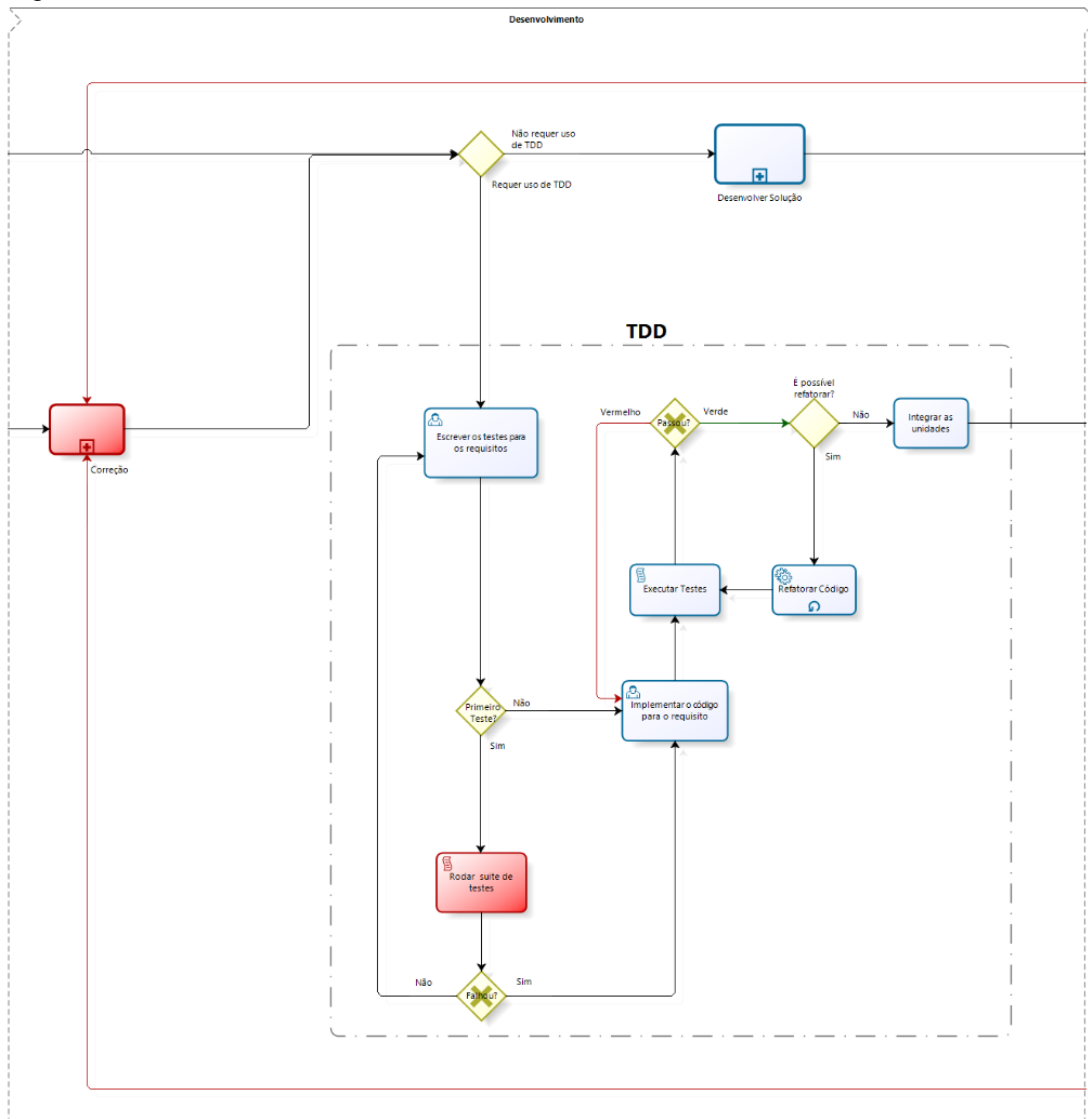 Desenvolvimento
Não requer uso
de TDD
Requer uso de TDD
Desenvolver Solução
TDD
É possível
refatorar?
Vermelho
Passou?
Verde
Não
Integrar as
unidades
Escrever os testes para
os requisitos
Sim
Correção
Executar Testes
Refatorar Código
Primeiro
Teste?
Não
Implementar o código
para o requisito
Sim
Rodar suite de
testes
Não
Falhou?
Sim